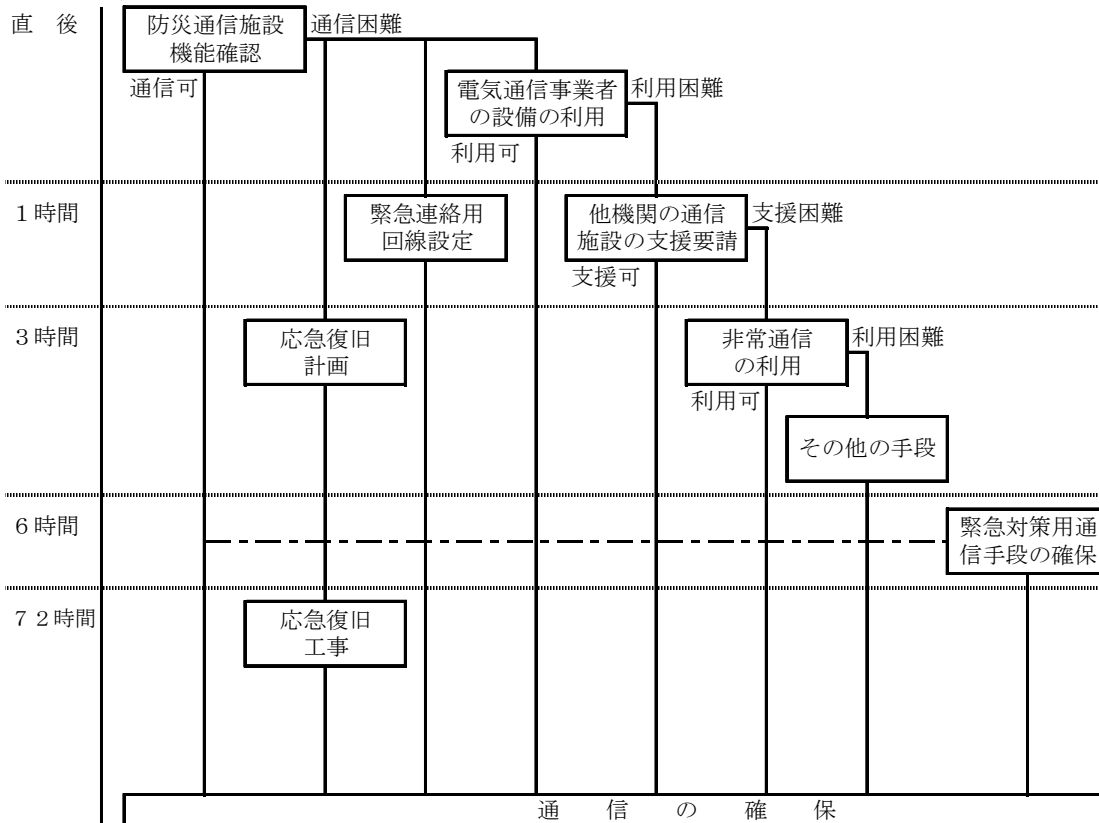 直 後
防災通信施設
機能確認
通信困難
通信可
電気通信事業者
の設備の利用
利用困難
利用可
１時間
緊急連絡用
回線設定
他機関の通信
施設の支援要請
支援困難
支援可
３時間
応急復旧
計画
非常通信
の利用
利用困難
利用可
その他の手段
６時間
緊急対策用通
信手段の確保
７２時間
応急復旧
工事
通 信 の 確 保